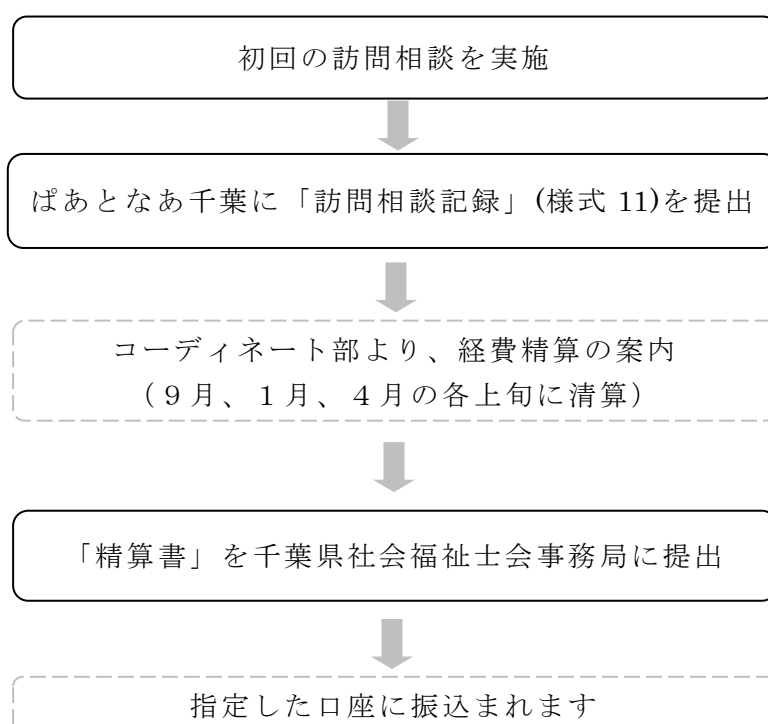 初回の訪問相談を実施
ぱあとなあ千葉に「訪問相談記録」(様式 11)を提出
コーディネート部より、経費精算の案内
（９月、１月、４月の各上旬に清算）
「精算書」を千葉県社会福祉士会事務局に提出
指定した口座に振込まれます